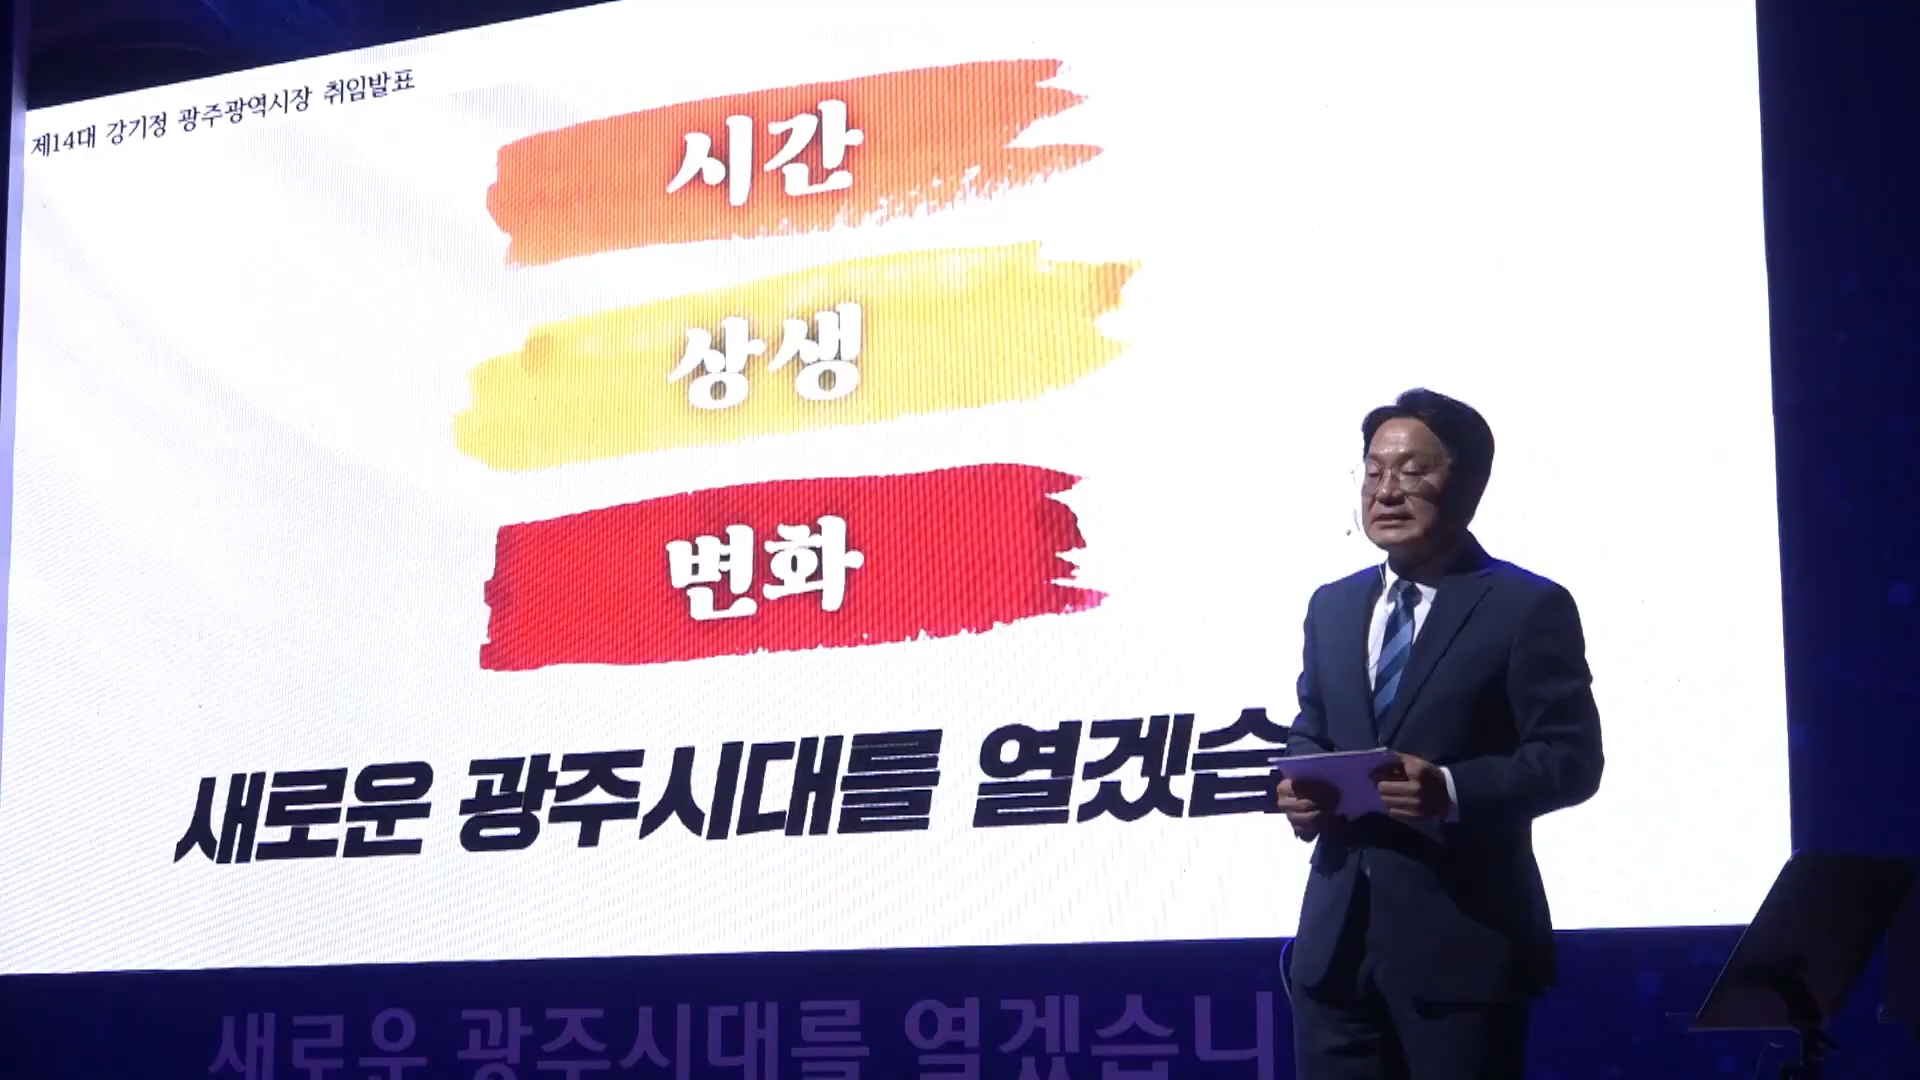 제14대 강기정 광주광역시장 취임발표
시간
상생
변화
새로운 광주시대를 열겠습
새로운 광주시대를 열겠습니